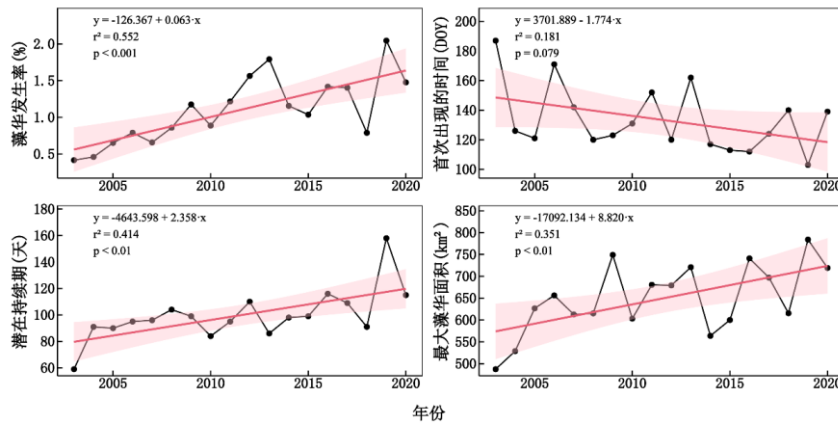 y = -126.367 + 0.063·x
r² = 0.552
p < 0.001
藻华发生率(%)
2.0
1.5
1.0
0.5
2005
2010
2015
2020
y = 3701.889 - 1.774·x
r² = 0.181
p = 0.079
首次出现的时间(DOY)
200
180
160
140
120
100
2005
2010
2015
2020
y = -4643.598 + 2.358·x
r² = 0.414
p < 0.01
潜在持续期(天)
180
160
140
120
100
80
60
2005
2010
2015
2020
y = -17092.134 + 8.820·x
r² = 0.351
p < 0.01
最大藻华面积(km²)
850
800
750
700
650
600
550
500
2005
2010
2015
2020
年份